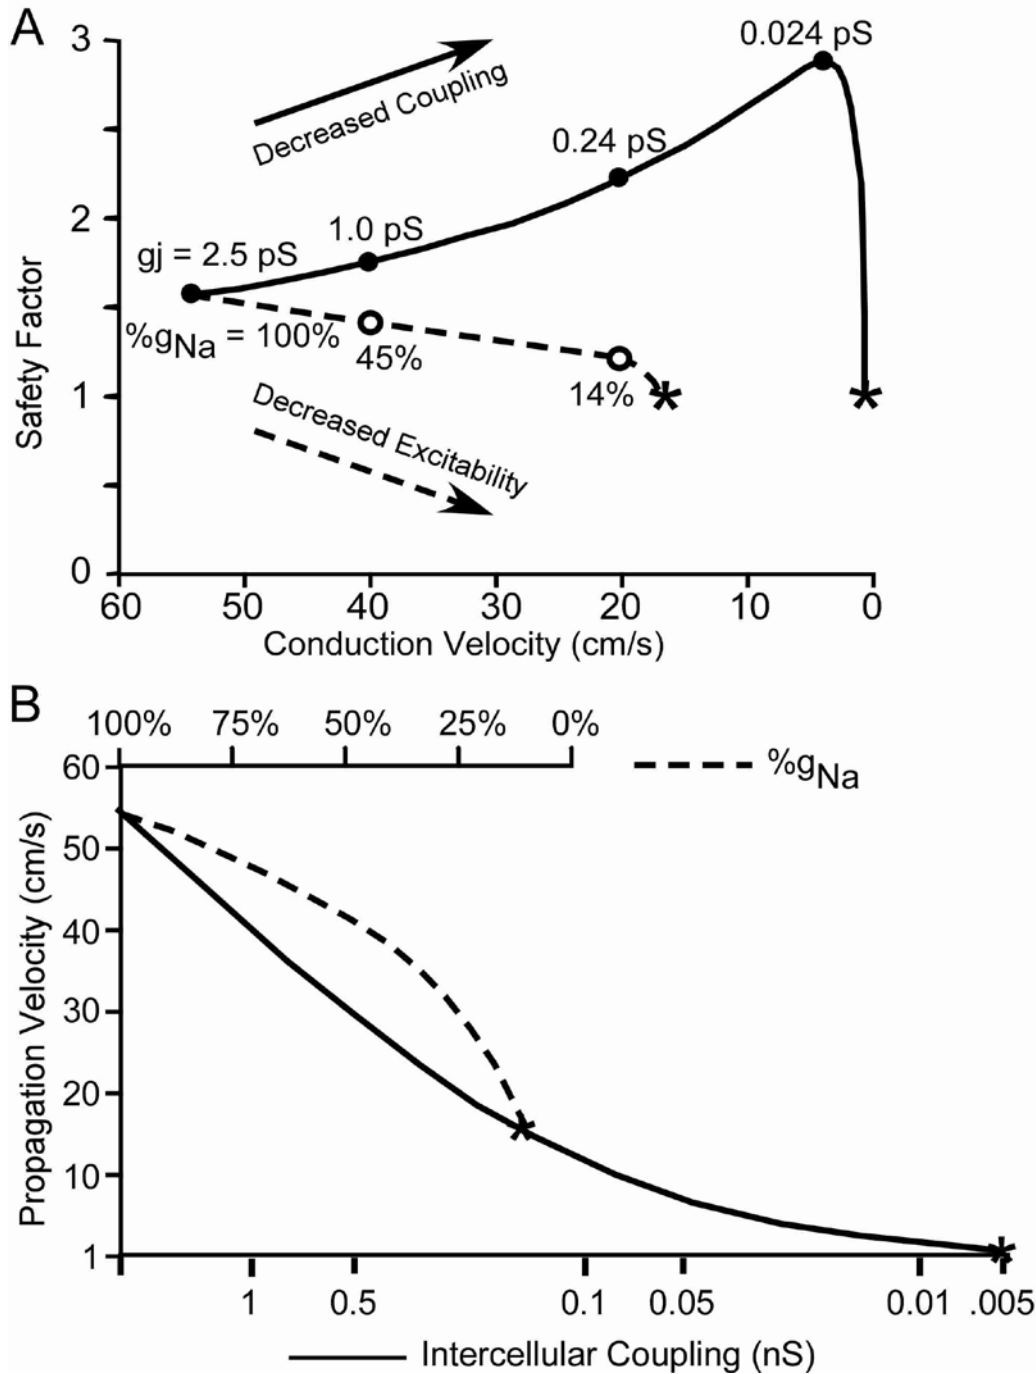 A
3
0.024 pS
Decreased Coupling
0.24 pS
2
1.0 pS
gj = 2.5 pS
%gNa = 100%
45%
14%
1
Decreased Excitability
Safety Factor
0
60 50 40 30 20 10 0
Conduction Velocity (cm/s)
B
100% 75% 50% 25% 0%
%gNa
60
50
40
30
20
10
1
Propagation Velocity (cm/s)
1 0.5 0.1 0.05 0.01 .005
Intercellular Coupling (nS)